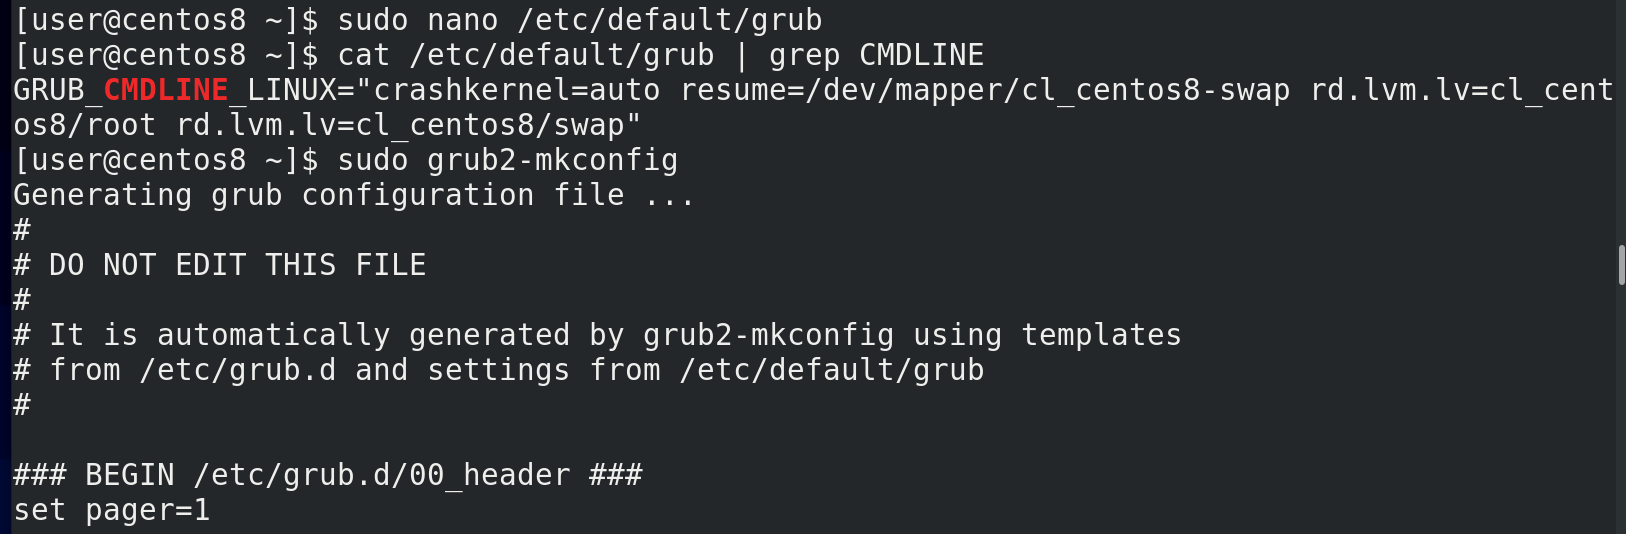 [user@centos8 ~]$ sudo nano /etc/default/grub
[user@centos8 ~]$ cat /etc/default/grub | grep CMDLINE
GRUB_CMDLINE_LINUX="crashkernel=auto resume=/dev/mapper/cl_centos8-swap rd.lvm.lv=cl_cent
os8/root rd.lvm.lv=cl_centos8/swap"
[user@centos8 ~]$ sudo grub2-mkconfig
Generating grub configuration file ...
#
# DO NOT EDIT THIS FILE
#
# It is automatically generated by grub2-mkconfig using templates
# from /etc/grub.d and settings from /etc/default/grub
#

### BEGIN /etc/grub.d/00_header ###
set pager=1